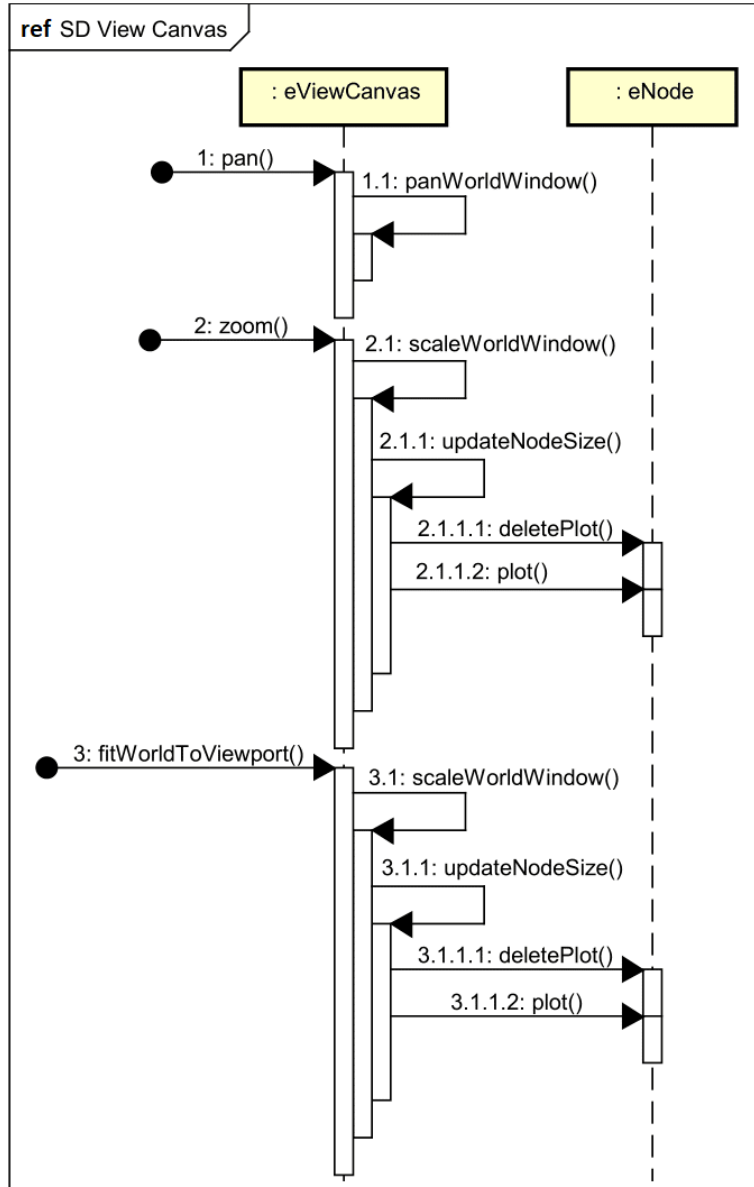 ref SD View Canvas
: eViewCanvas
: eNode
1: pan()
1.1: panWorldWindow()
2: zoom()
2.1: scaleWorldWindow()
2.1.1: updateNodeSize()
2.1.1.1: deletePlot()
2.1.1.2: plot()
3: fitWorldToViewport()
3.1: scaleWorldWindow()
3.1.1: updateNodeSize()
3.1.1.1: deletePlot()
3.1.1.2: plot()